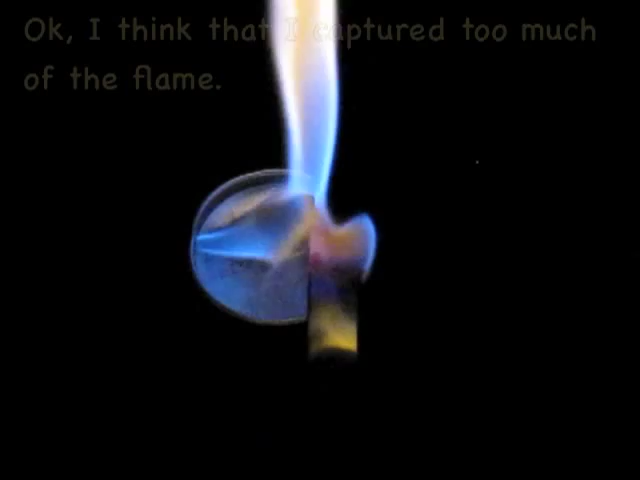 Ok, I think that I captured too much
of the flame.